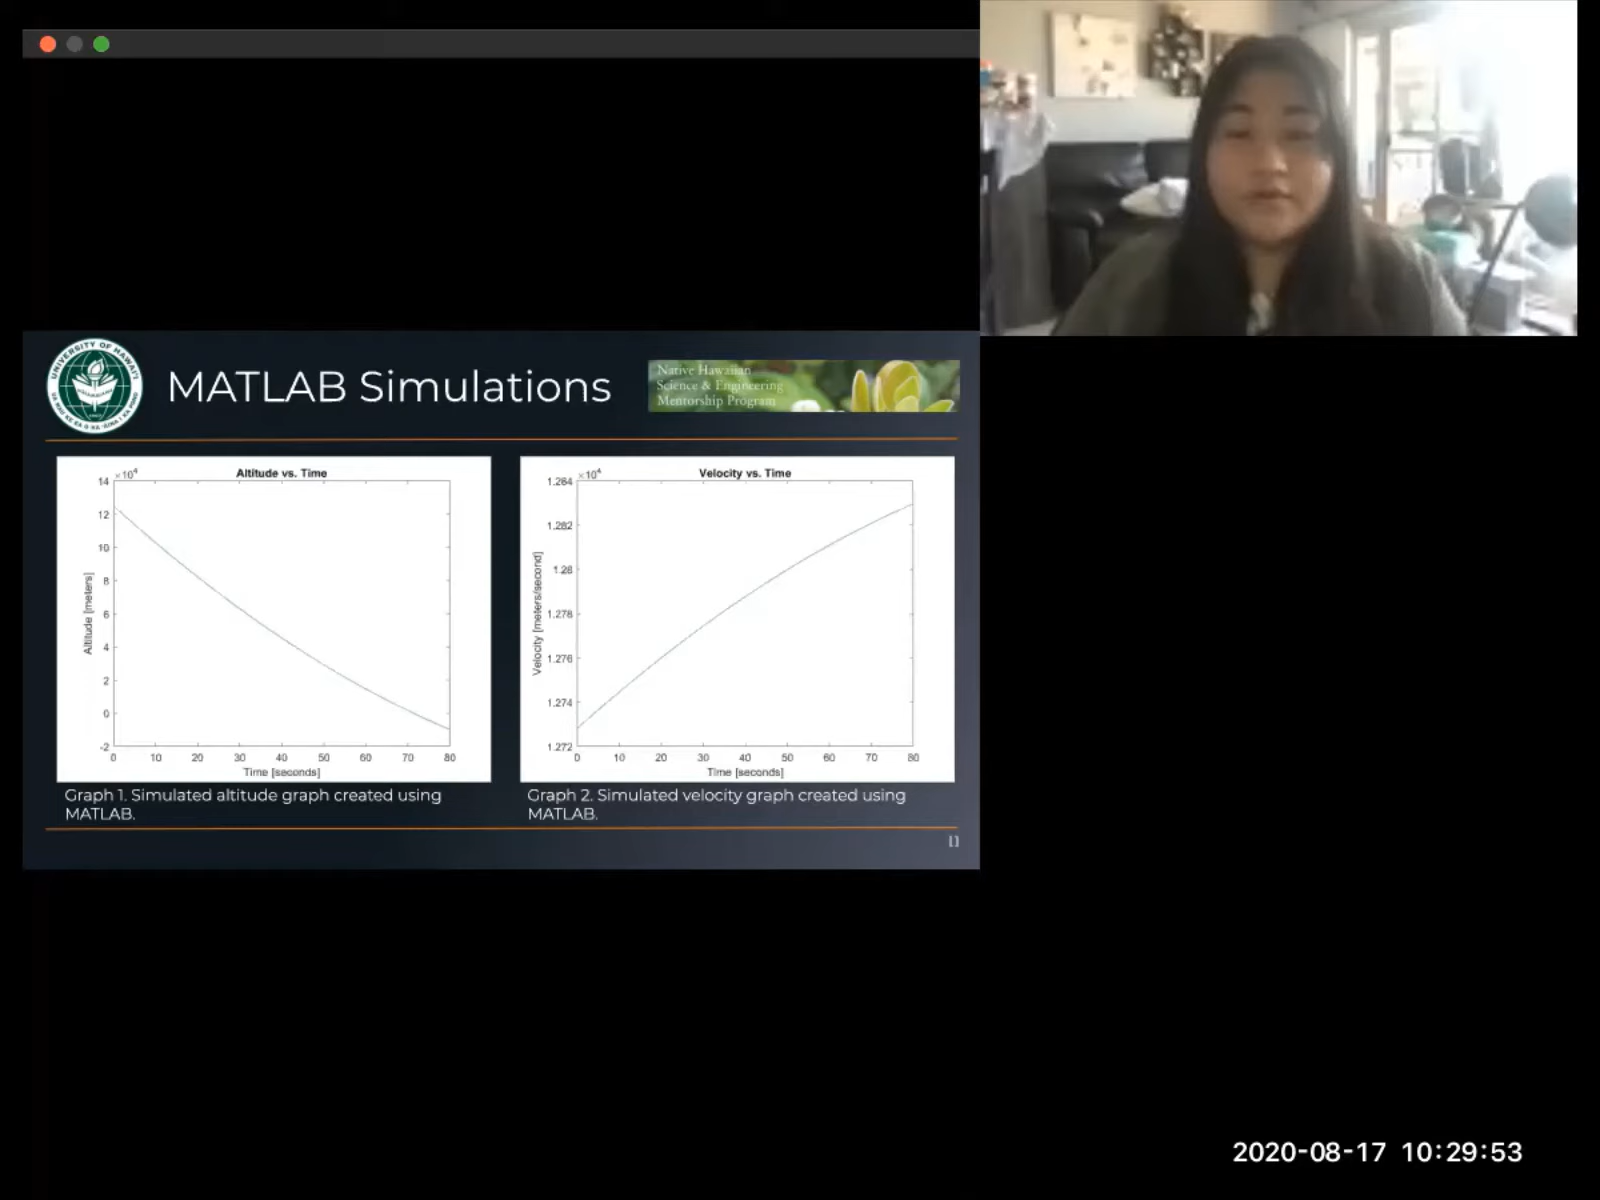 UNIVERSITY OF HAWAI'I
MATLAB Simulations
Native Hawaiian
Science & Engineering
Mentorship Program
Altitude vs. Time
×10⁴
14
12
10
8
6
4
2
0
-2
Altitude [meters]
0 10 20 30 40 50 60 70 80
Time [seconds]
Graph 1. Simulated altitude graph created using
MATLAB.
Velocity vs. Time
×10⁴
1.284
1.282
1.28
1.278
1.276
1.274
1.272
Velocity [meters/second]
0 10 20 30 40 50 60 70 80
Time [seconds]
Graph 2. Simulated velocity graph created using
MATLAB.
2020-08-17 10:29:53